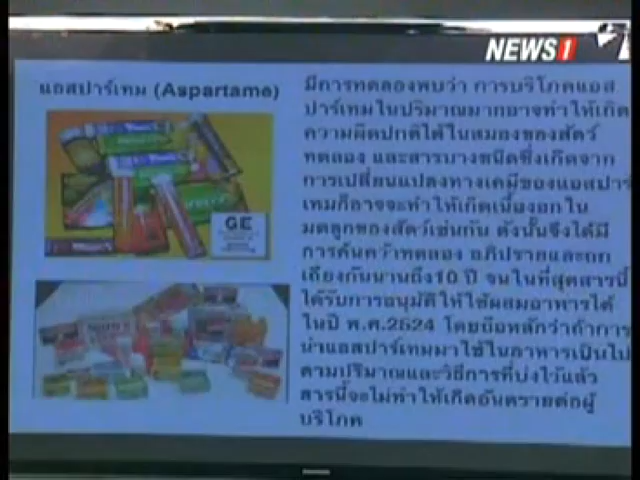 NEWS1
แอสปาร์เทม (Aspartame)
มีการทดลองพบว่า การบริโภคแอส
ปาร์เทมในปริมาณมากอาจทำให้เกิด
ความผิดปกติได้ในสมองของสัตว์
ทดลอง และสารบางชนิดซึ่งเกิดจาก
การเปลี่ยนแปลงทางเคมีของแอสปาร์
เทมก็อาจจะทำให้เกิดเนื้องอกใน
มดลูกของสัตว์เช่นกัน ดังนั้นจึงได้มี
การค้นคว้าทดลอง อภิปรายและถก
เถียงกันนานถึง10 ปี จนในที่สุดสารนี้
ได้รับการอนุมัติให้ใช้ผสมอาหารได้
ในปี พ.ศ.2524 โดยถือหลักว่าถ้าการ
นำแอสปาร์เทมมาใช้ในอาหารเป็นไป
ตามปริมาณและวิธีการที่บ่งไว้แล้ว
สารนี้จะไม่ทำให้เกิดอันตรายต่อผู้
บริโภค
GE